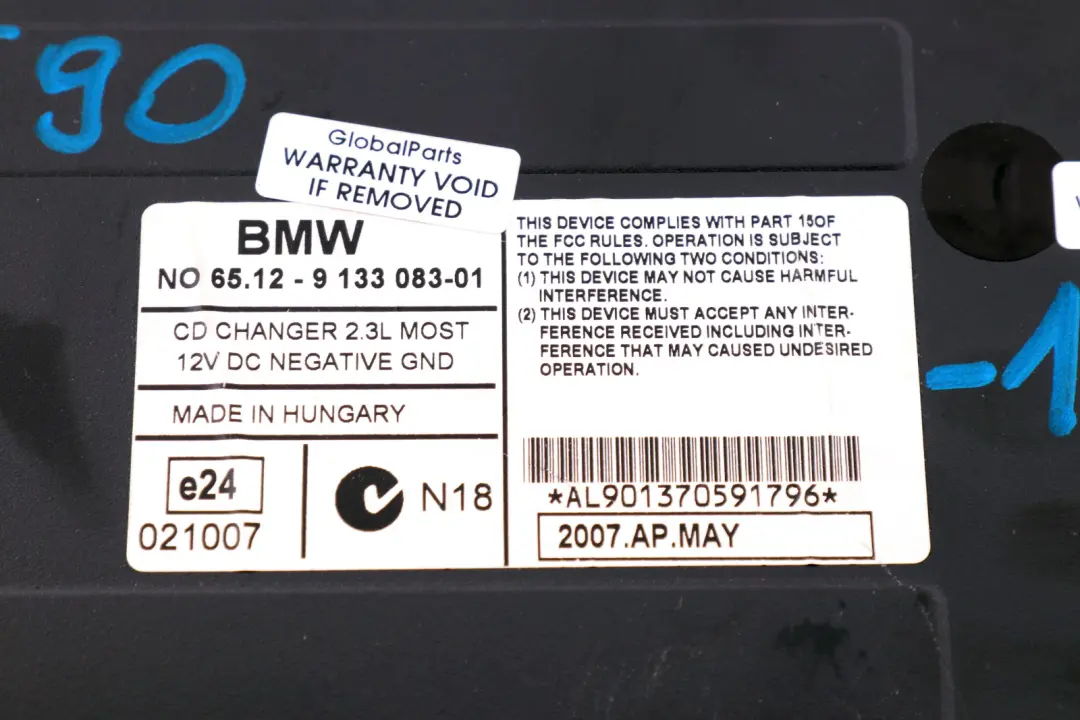 90
GlobalParts
WARRANTY VOID
IF REMOVED
BMW
NO 65.12 - 9 133 083-01
CD CHANGER 2.3L MOST
12V DC NEGATIVE GND
MADE IN HUNGARY
e24
021007
N18
THIS DEVICE COMPLIES WITH PART 15OF
THE FCC RULES. OPERATION IS SUBJECT
TO THE FOLLOWING TWO CONDITIONS:
(1) THIS DEVICE MAY NOT CAUSE HARMFUL
INTERFERENCE.
(2) THIS DEVICE MUST ACCEPT ANY INTER-
FERENCE RECEIVED INCLUDING INTER-
FERENCE THAT MAY CAUSED UNDESIRED
OPERATION.
*AL901370591796*
2007.AP.MAY
-1